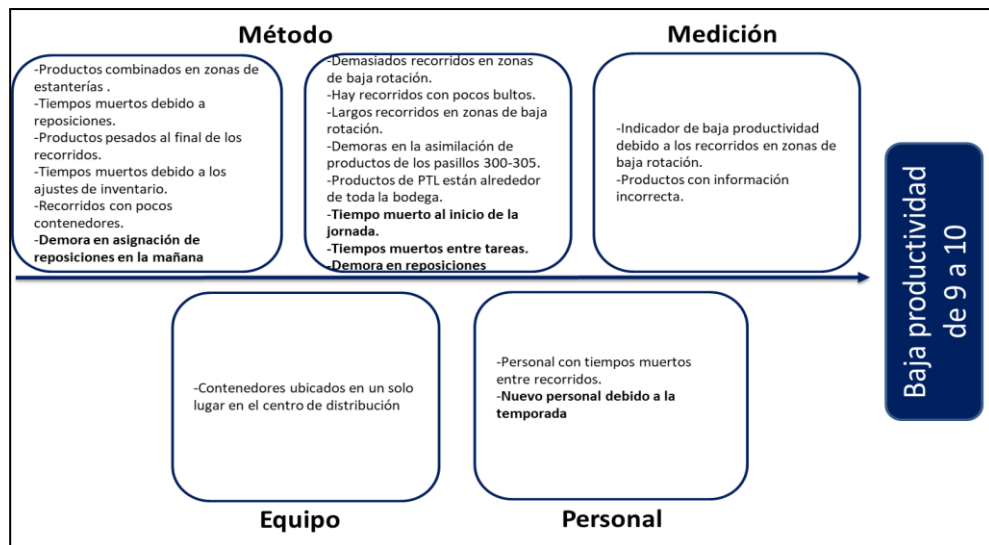 Método
-Productos combinados en zonas de
estanterías .
-Tiempos muertos debido a
reposiciones.
-Productos pesados al final de los
recorridos.
-Tiempos muertos debido a los
ajustes de inventario.
-Recorridos con pocos
contenedores.
-Demora en asignación de
reposiciones en la mañana
-Demasiados recorridos en zonas
de baja rotación.
-Hay recorridos con pocos bultos.
-Largos recorridos en zonas de baja
rotación.
-Demoras en la asimilación de
productos de los pasillos 300-305.
-Productos de PTL están alrededor
de toda la bodega.
-Tiempo muerto al inicio de la
jornada.
-Tiempos muertos entre tareas.
-Demora en reposiciones
Medición
-Indicador de baja productividad
debido a los recorridos en zonas de
baja rotación.
-Productos con información
incorrecta.
Baja productividad
de 9 a 10
-Contenedores ubicados en un solo
lugar en el centro de distribución
Equipo
-Personal con tiempos muertos
entre recorridos.
-Nuevo personal debido a la
temporada
Personal